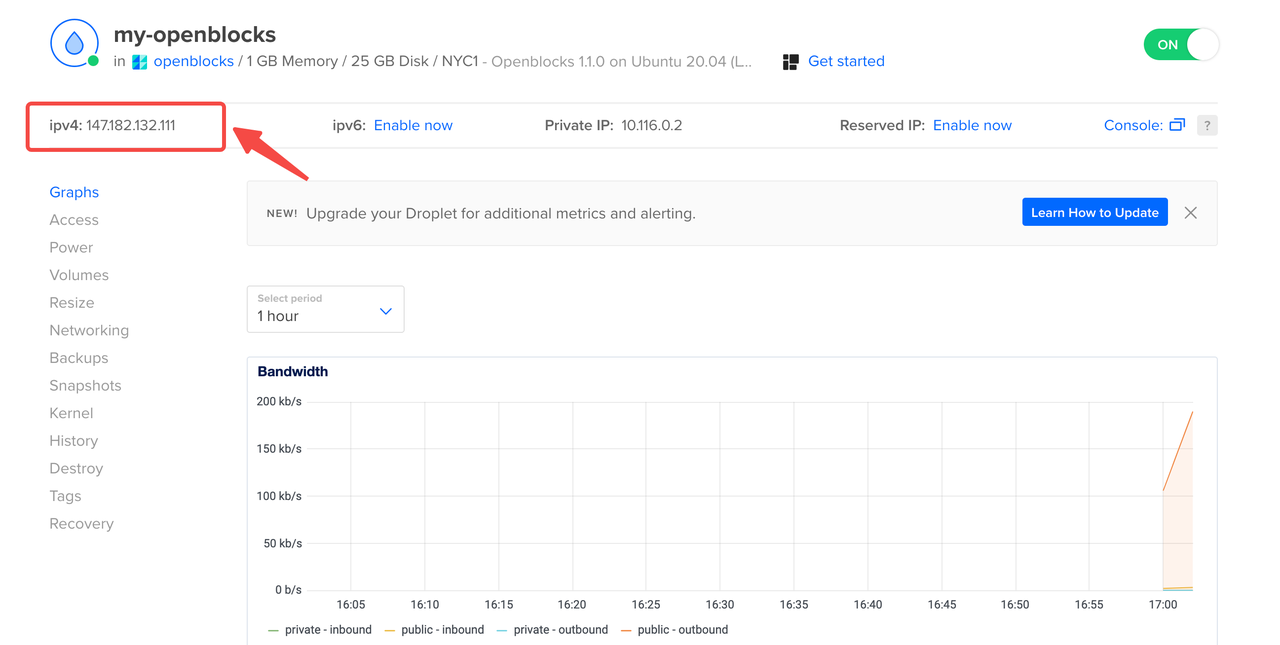 my-openblocks
in openblocks / 1 GB Memory / 25 GB Disk / NYC1 - Openblocks 1.1.0 on Ubuntu 20.04 (L...
Get started
ON
ipv4: 147.182.132.111
ipv6: Enable now
Private IP: 10.116.0.2
Reserved IP: Enable now
Console:
?
Graphs
Access
Power
Volumes
Resize
Networking
Backups
Snapshots
Kernel
History
Destroy
Tags
Recovery
NEW! Upgrade your Droplet for additional metrics and alerting.
Learn How to Update
Select period
1 hour
Bandwidth
200 kb/s
150 kb/s
100 kb/s
50 kb/s
0 b/s
16:05 16:10 16:15 16:20 16:25 16:30 16:35 16:40 16:45 16:50 16:55 17:00
private - inbound public - inbound private - outbound public - outbound